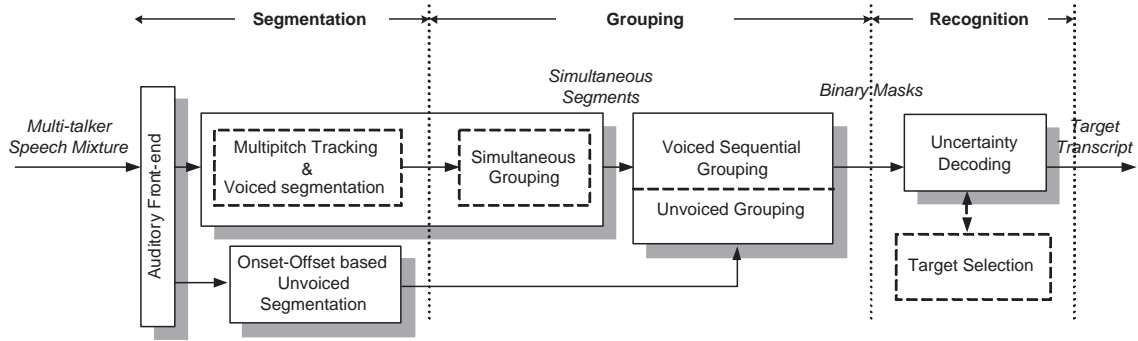 Segmentation
Grouping
Recognition
Simultaneous
Segments
Binary Masks
Multi-talker
Speech Mixture
Auditory Front-end
Multipitch Tracking
&
Voiced segmentation
Simultaneous
Grouping
Voiced Sequential
Grouping
Unvoiced Grouping
Uncertainty
Decoding
Target
Transcript
Onset-Offset based
Unvoiced
Segmentation
Target Selection